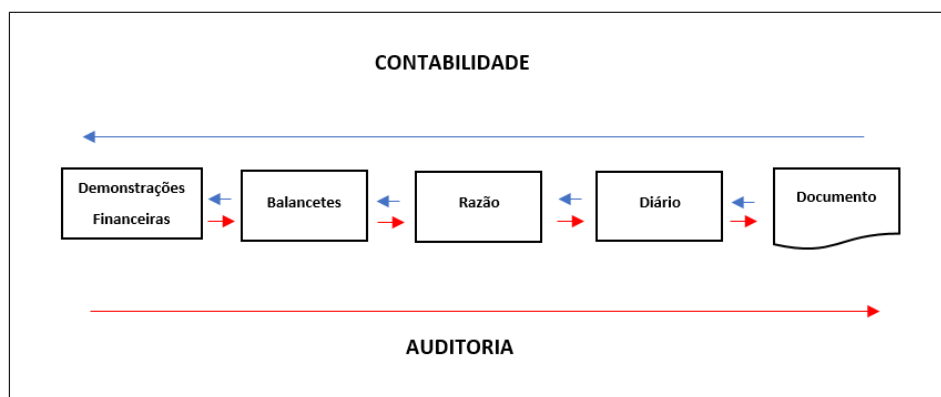 CONTABILIDADE
Demonstrações
Financeiras
Balancetes
Razão
Diário
Documento
AUDITORIA